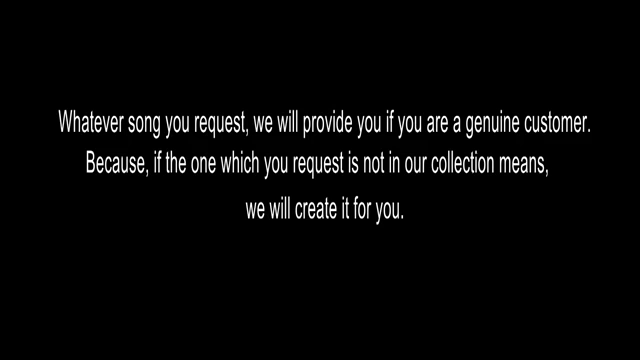 Whatever song you request, we will provide you if you are a genuine customer.
Because, if the one which you request is not in our collection means,
we will create it for you.